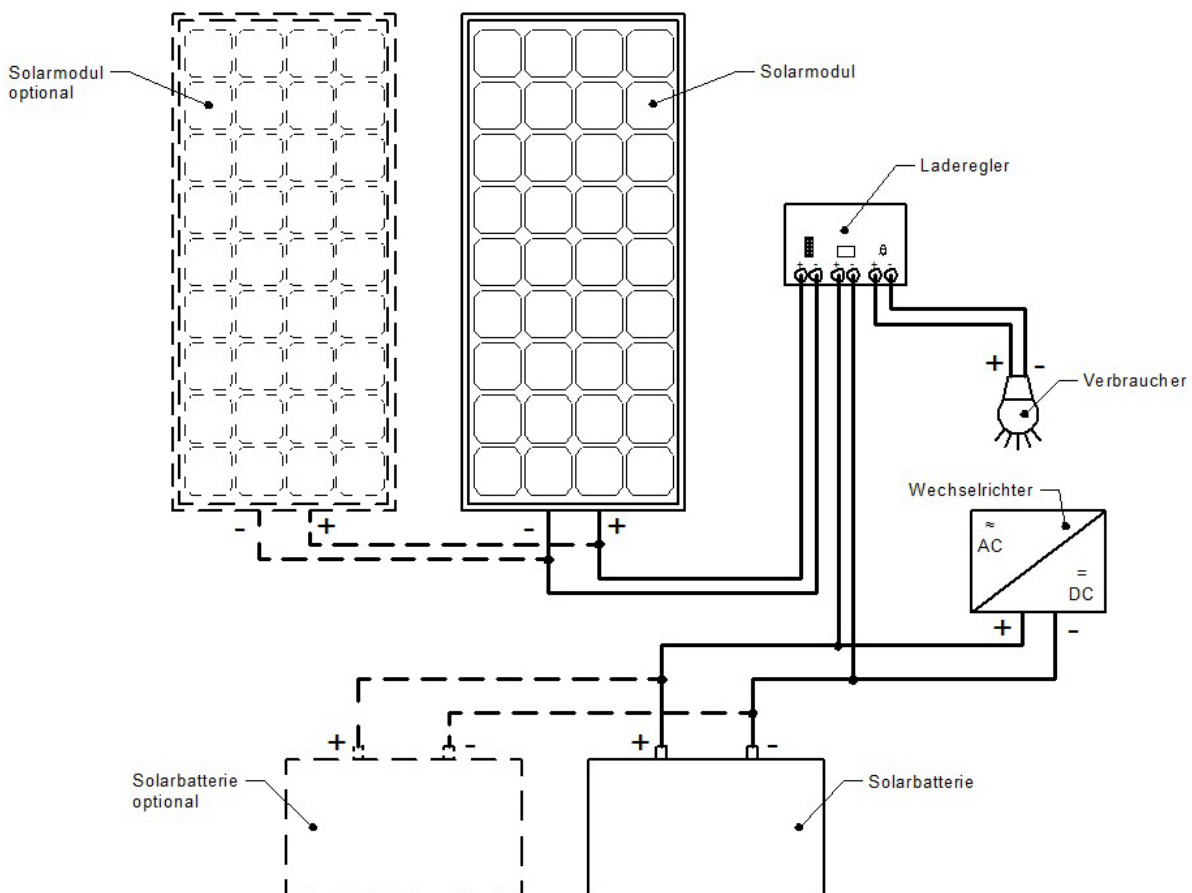 Solarmodul
optional
Solarmodul
Laderegler
+ - + - + -
+ -
Verbraucher
Wechselrichter
≈
AC
=
DC
- +
- +
+ -
+ -
+ -
Solarbatterie
optional
Solarbatterie